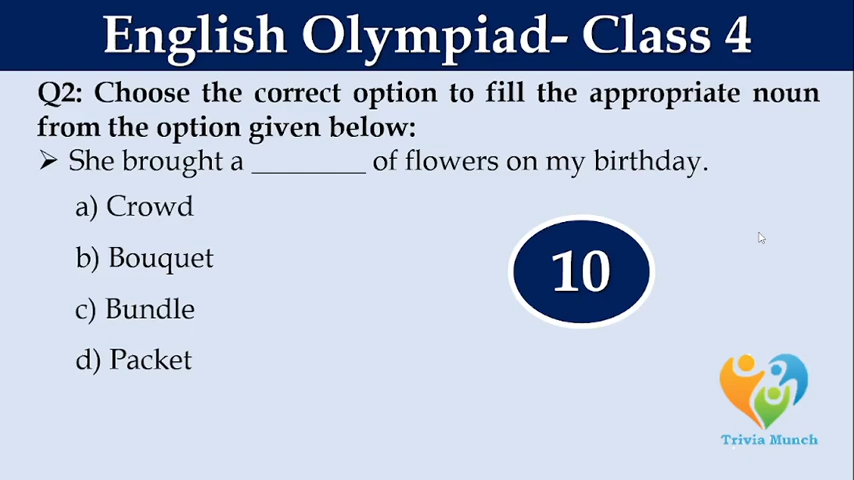 English Olympiad- Class 4
Q2: Choose the correct option to fill the appropriate noun
from the option given below:
➢ She brought a ________ of flowers on my birthday.
a) Crowd
b) Bouquet
c) Bundle
d) Packet
10
Trivia Munch